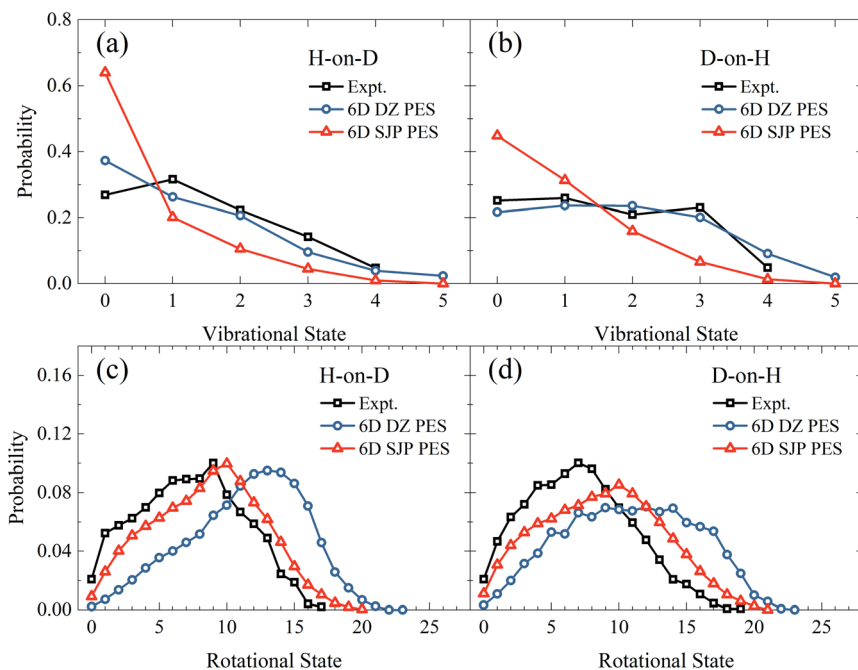 (a)
H-on-D
Expt.
6D DZ PES
6D SJP PES
(b)
D-on-H
Expt.
6D DZ PES
6D SJP PES
0.8
0.6
0.4
0.2
0.0
Probability
0 1 2 3 4 5
0 1 2 3 4 5
Vibrational State
Vibrational State
(c)
H-on-D
Expt.
6D DZ PES
6D SJP PES
(d)
D-on-H
Expt.
6D DZ PES
6D SJP PES
0.16
0.12
0.08
0.04
0.00
Probability
0 5 10 15 20 25
0 5 10 15 20 25
Rotational State
Rotational State